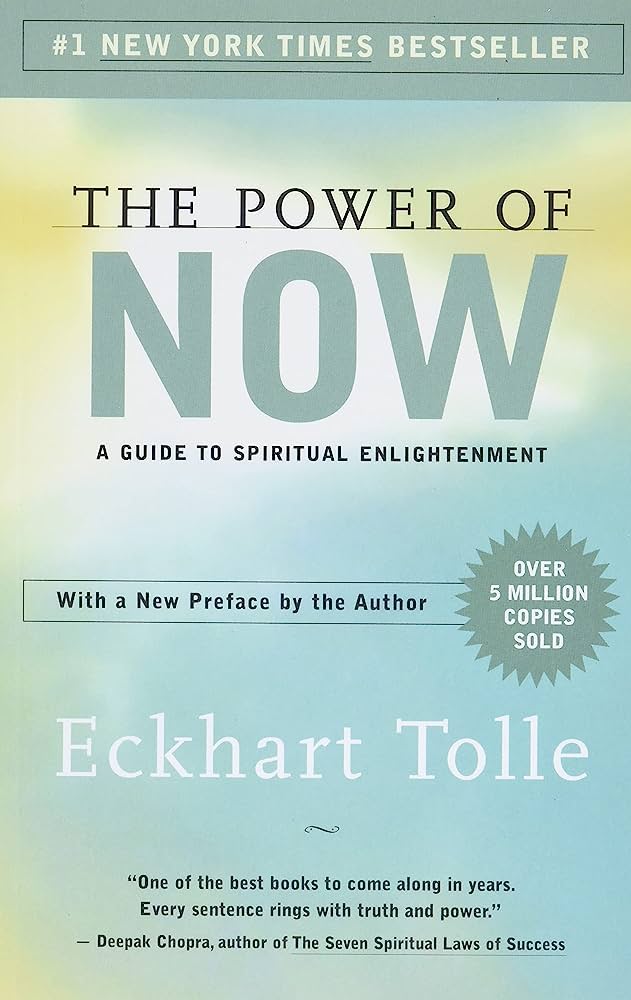 #1 NEW YORK TIMES BESTSELLER
THE POWER OF
NOW
A GUIDE TO SPIRITUAL ENLIGHTENMENT
With a New Preface by the Author
OVER
5 MILLION
COPIES
SOLD
Eckhart Tolle
“One of the best books to come along in years.
Every sentence rings with truth and power.”
— Deepak Chopra, author of The Seven Spiritual Laws of Success